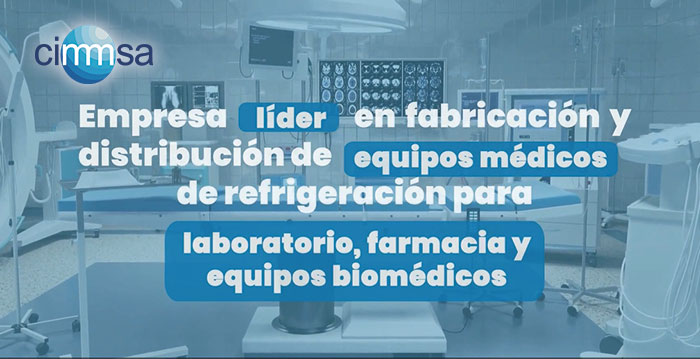 cimmsa
Empresa líder en fabricación y
distribución de equipos médicos
de refrigeración para
laboratorio, farmacia y
equipos biomédicos